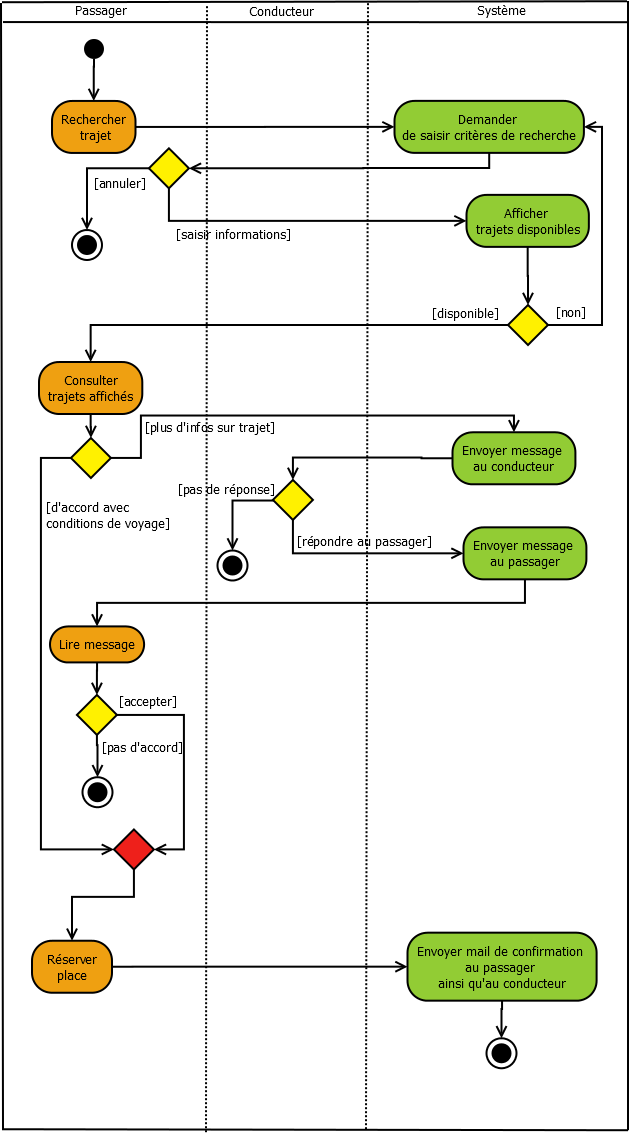 Passager
Conducteur
Système
Rechercher
trajet
Demander
de saisir critères de recherche
[annuler]
[saisir informations]
Afficher
trajets disponibles
[disponible]
[non]
Consulter
trajets affichés
[plus d'infos sur trajet]
Envoyer message
au conducteur
[d'accord avec
conditions de voyage]
[pas de réponse]
[répondre au passager]
Envoyer message
au passager
Lire message
[accepter]
[pas d'accord]
Réserver
place
Envoyer mail de confirmation
au passager
ainsi qu'au conducteur